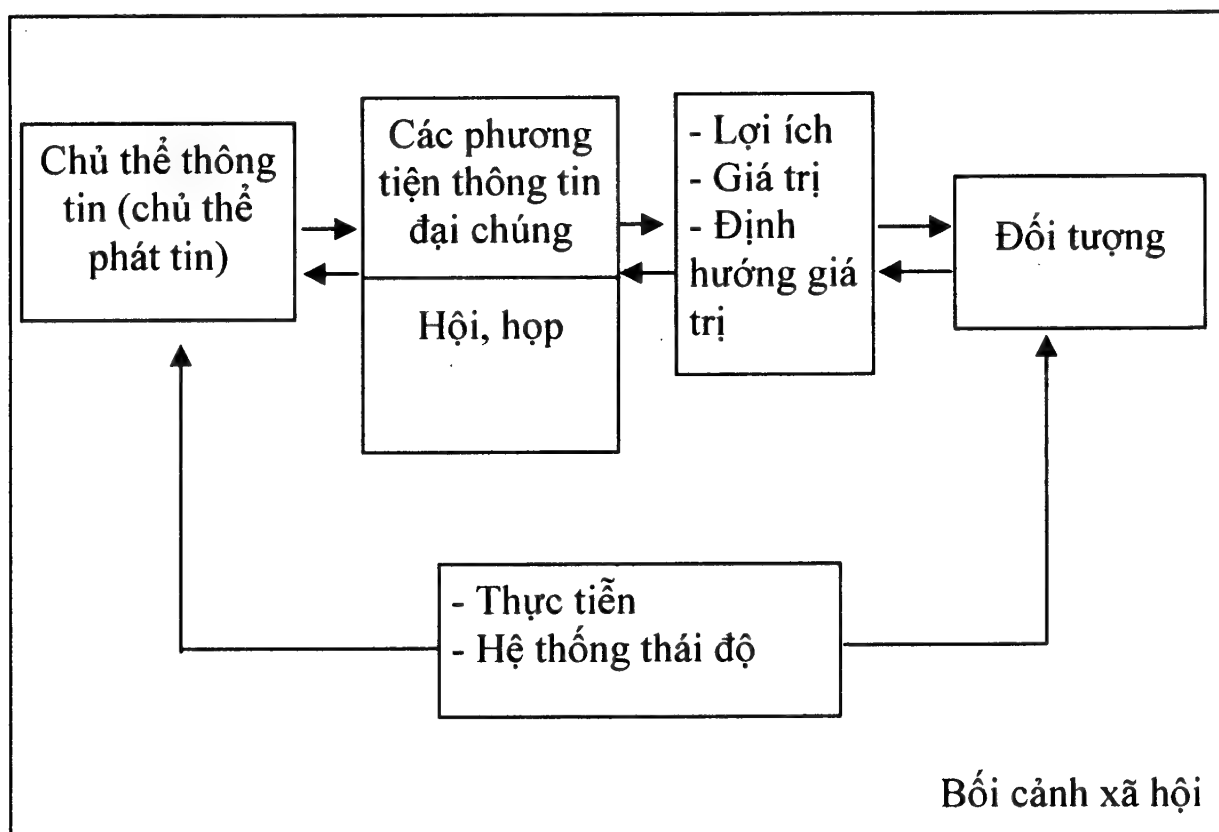 Chủ thể thông
tin (chủ thể
phát tin)
Các phương
tiện thông tin
đại chúng
Hội, họp
- Lợi ích
- Giá trị
- Định
hướng giá
trị
Đối tượng
- Thực tiễn
- Hệ thống thái độ
Bối cảnh xã hội